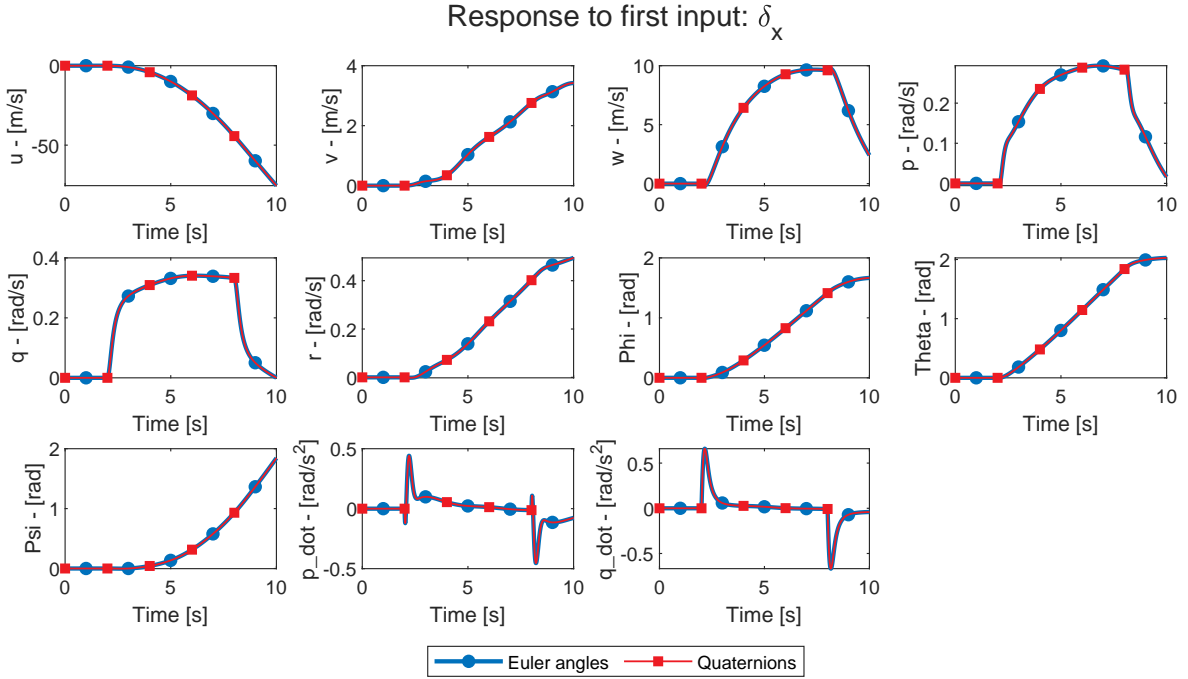 Response to first input: δx
0
-50
u - [m/s]
0 5 10
Time [s]
4
2
0
v - [m/s]
0 5 10
Time [s]
10
5
0
w - [m/s]
0 5 10
Time [s]
0.2
0.1
0
p - [rad/s]
0 5 10
Time [s]
0.4
0.2
0
q - [rad/s]
0 5 10
Time [s]
0.4
0.2
0
r - [rad/s]
0 5 10
Time [s]
2
1
0
Phi - [rad]
0 5 10
Time [s]
2
1
0
Theta - [rad]
0 5 10
Time [s]
2
1
0
Psi - [rad]
0 5 10
Time [s]
0.5
0
-0.5
p_dot - [rad/s²]
0 5 10
Time [s]
0.5
0
-0.5
q_dot - [rad/s²]
0 5 10
Time [s]
Euler angles Quaternions